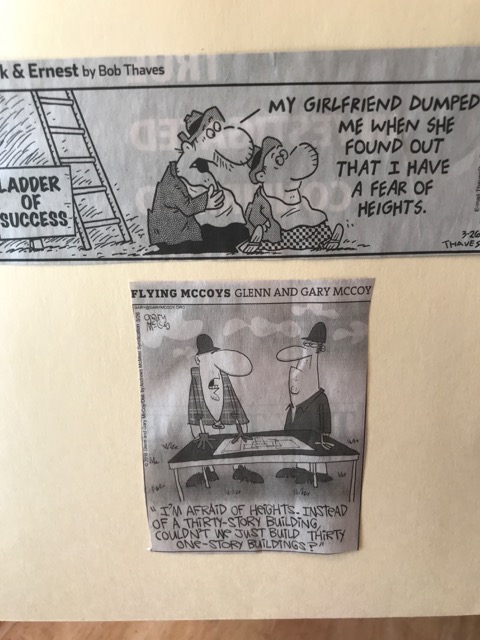 k & Ernest by Bob Thaves
MY GIRLFRIEND DUMPED
ME WHEN SHE
FOUND OUT
THAT I HAVE
A FEAR OF
HEIGHTS.
LADDER
OF
SUCCESS
3-26
THAVES
FLYING MCCOYS GLENN AND GARY MCCOY
"I'M AFRAID OF HEIGHTS. INSTEAD
OF A THIRTY-STORY BUILDING,
COULDN'T WE JUST BUILD THIRTY
ONE-STORY BUILDINGS?"